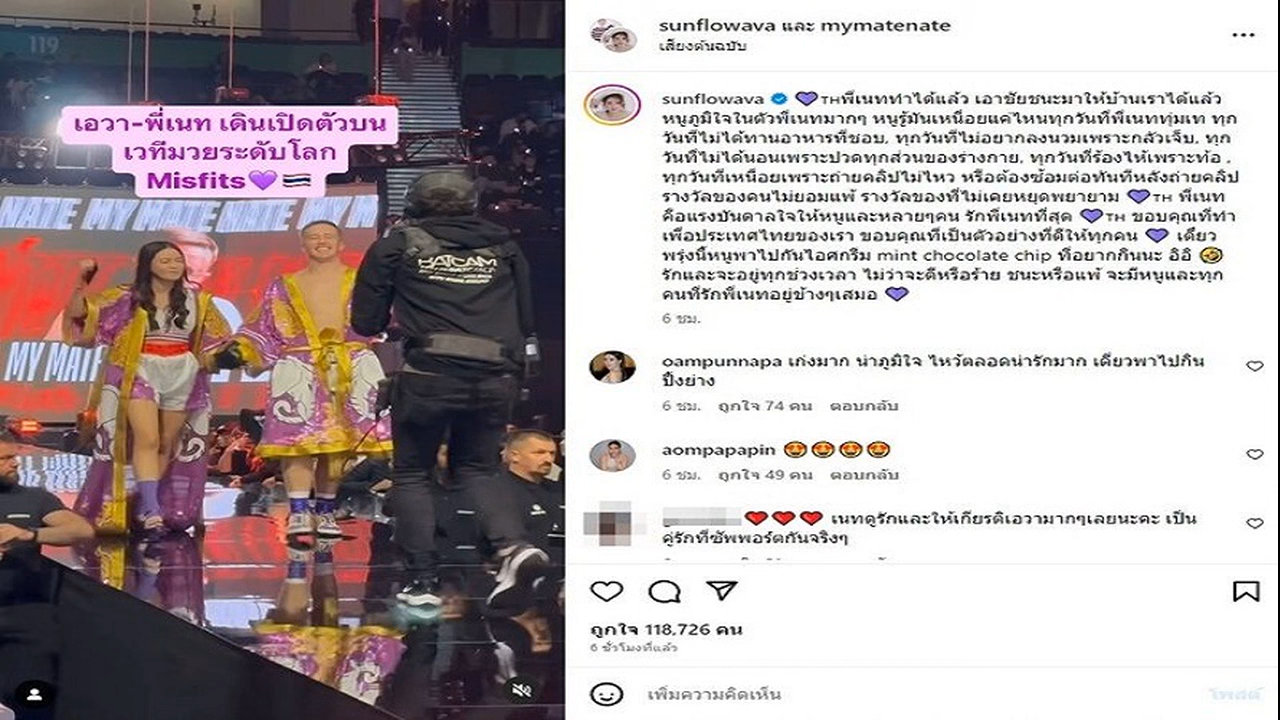 119
เอวา-พี่เนท เดินเปิดตัวบน
เวทีมวยระดับโลก
Misfits💜
NATE MY MATE NATE MY M
MY MATE
HATCAM
sunflowava และ mymatenate
เสียงต้นฉบับ
sunflowava 💜THพี่เนททำได้แล้ว เอาชัยชนะมาให้บ้านเราได้แล้ว
หนูภูมิใจในตัวพี่เนทมากๆ หนูรู้มันเหนื่อยแค่ไหนทุกวันที่พี่เนททุ่มเท ทุก
วันที่ไม่ได้ทานอาหารที่ชอบ, ทุกวันที่ไม่อยากลงนวมเพราะกลัวเจ็บ, ทุก
วันที่ไม่ได้นอนเพราะปวดทุกส่วนของร่างกาย, ทุกวันที่ร้องไห้เพราะท้อ ,
ทุกวันที่เหนื่อยเพราะถ่ายคลิปไม่ไหว หรือต้องซ้อมต่อทันทีหลังถ่ายคลิป
รางวัลของคนไม่ยอมแพ้ รางวัลของที่ไม่เคยหยุดพยายาม 💜TH พี่เนท
คือแรงบันดาลใจให้หนูและหลายๆคน รักพี่เนทที่สุด 💜TH ขอบคุณที่ทำ
เพื่อประเทศไทยของเรา ขอบคุณที่เป็นตัวอย่างที่ดีให้ทุกคน 💜 เดี๋ยว
พรุ่งนี้หนูพาไปกันไอศกรีม mint chocolate chip ที่อยากกินนะ อิอิ 🤣
รักและจะอยู่ทุกช่วงเวลา ไม่ว่าจะดีหรือร้าย ชนะหรือแพ้ จะมีหนูและทุก
คนที่รักพี่เนทอยู่ข้างๆเสมอ 💜
6 ชม.
oampunnapa เก่งมาก น่าภูมิใจ ไหว้ตลอดน่ารักมาก เดี๋ยวพาไปกิน
ปิ้งย่าง
6 ชม. ถูกใจ 74 คน ตอบกลับ
aompapapin 🤩🤩🤩🤩
6 ชม. ถูกใจ 49 คน ตอบกลับ
❤️❤️❤️ เนทดูรักและให้เกียรติเอวามากๆเลยนะคะ เป็น
คู่รักที่ซัพพอร์ตกันจริงๆ
ถูกใจ 118,726 คน
6 ชั่วโมงที่แล้ว
เพิ่มความคิดเห็น
โพสต์